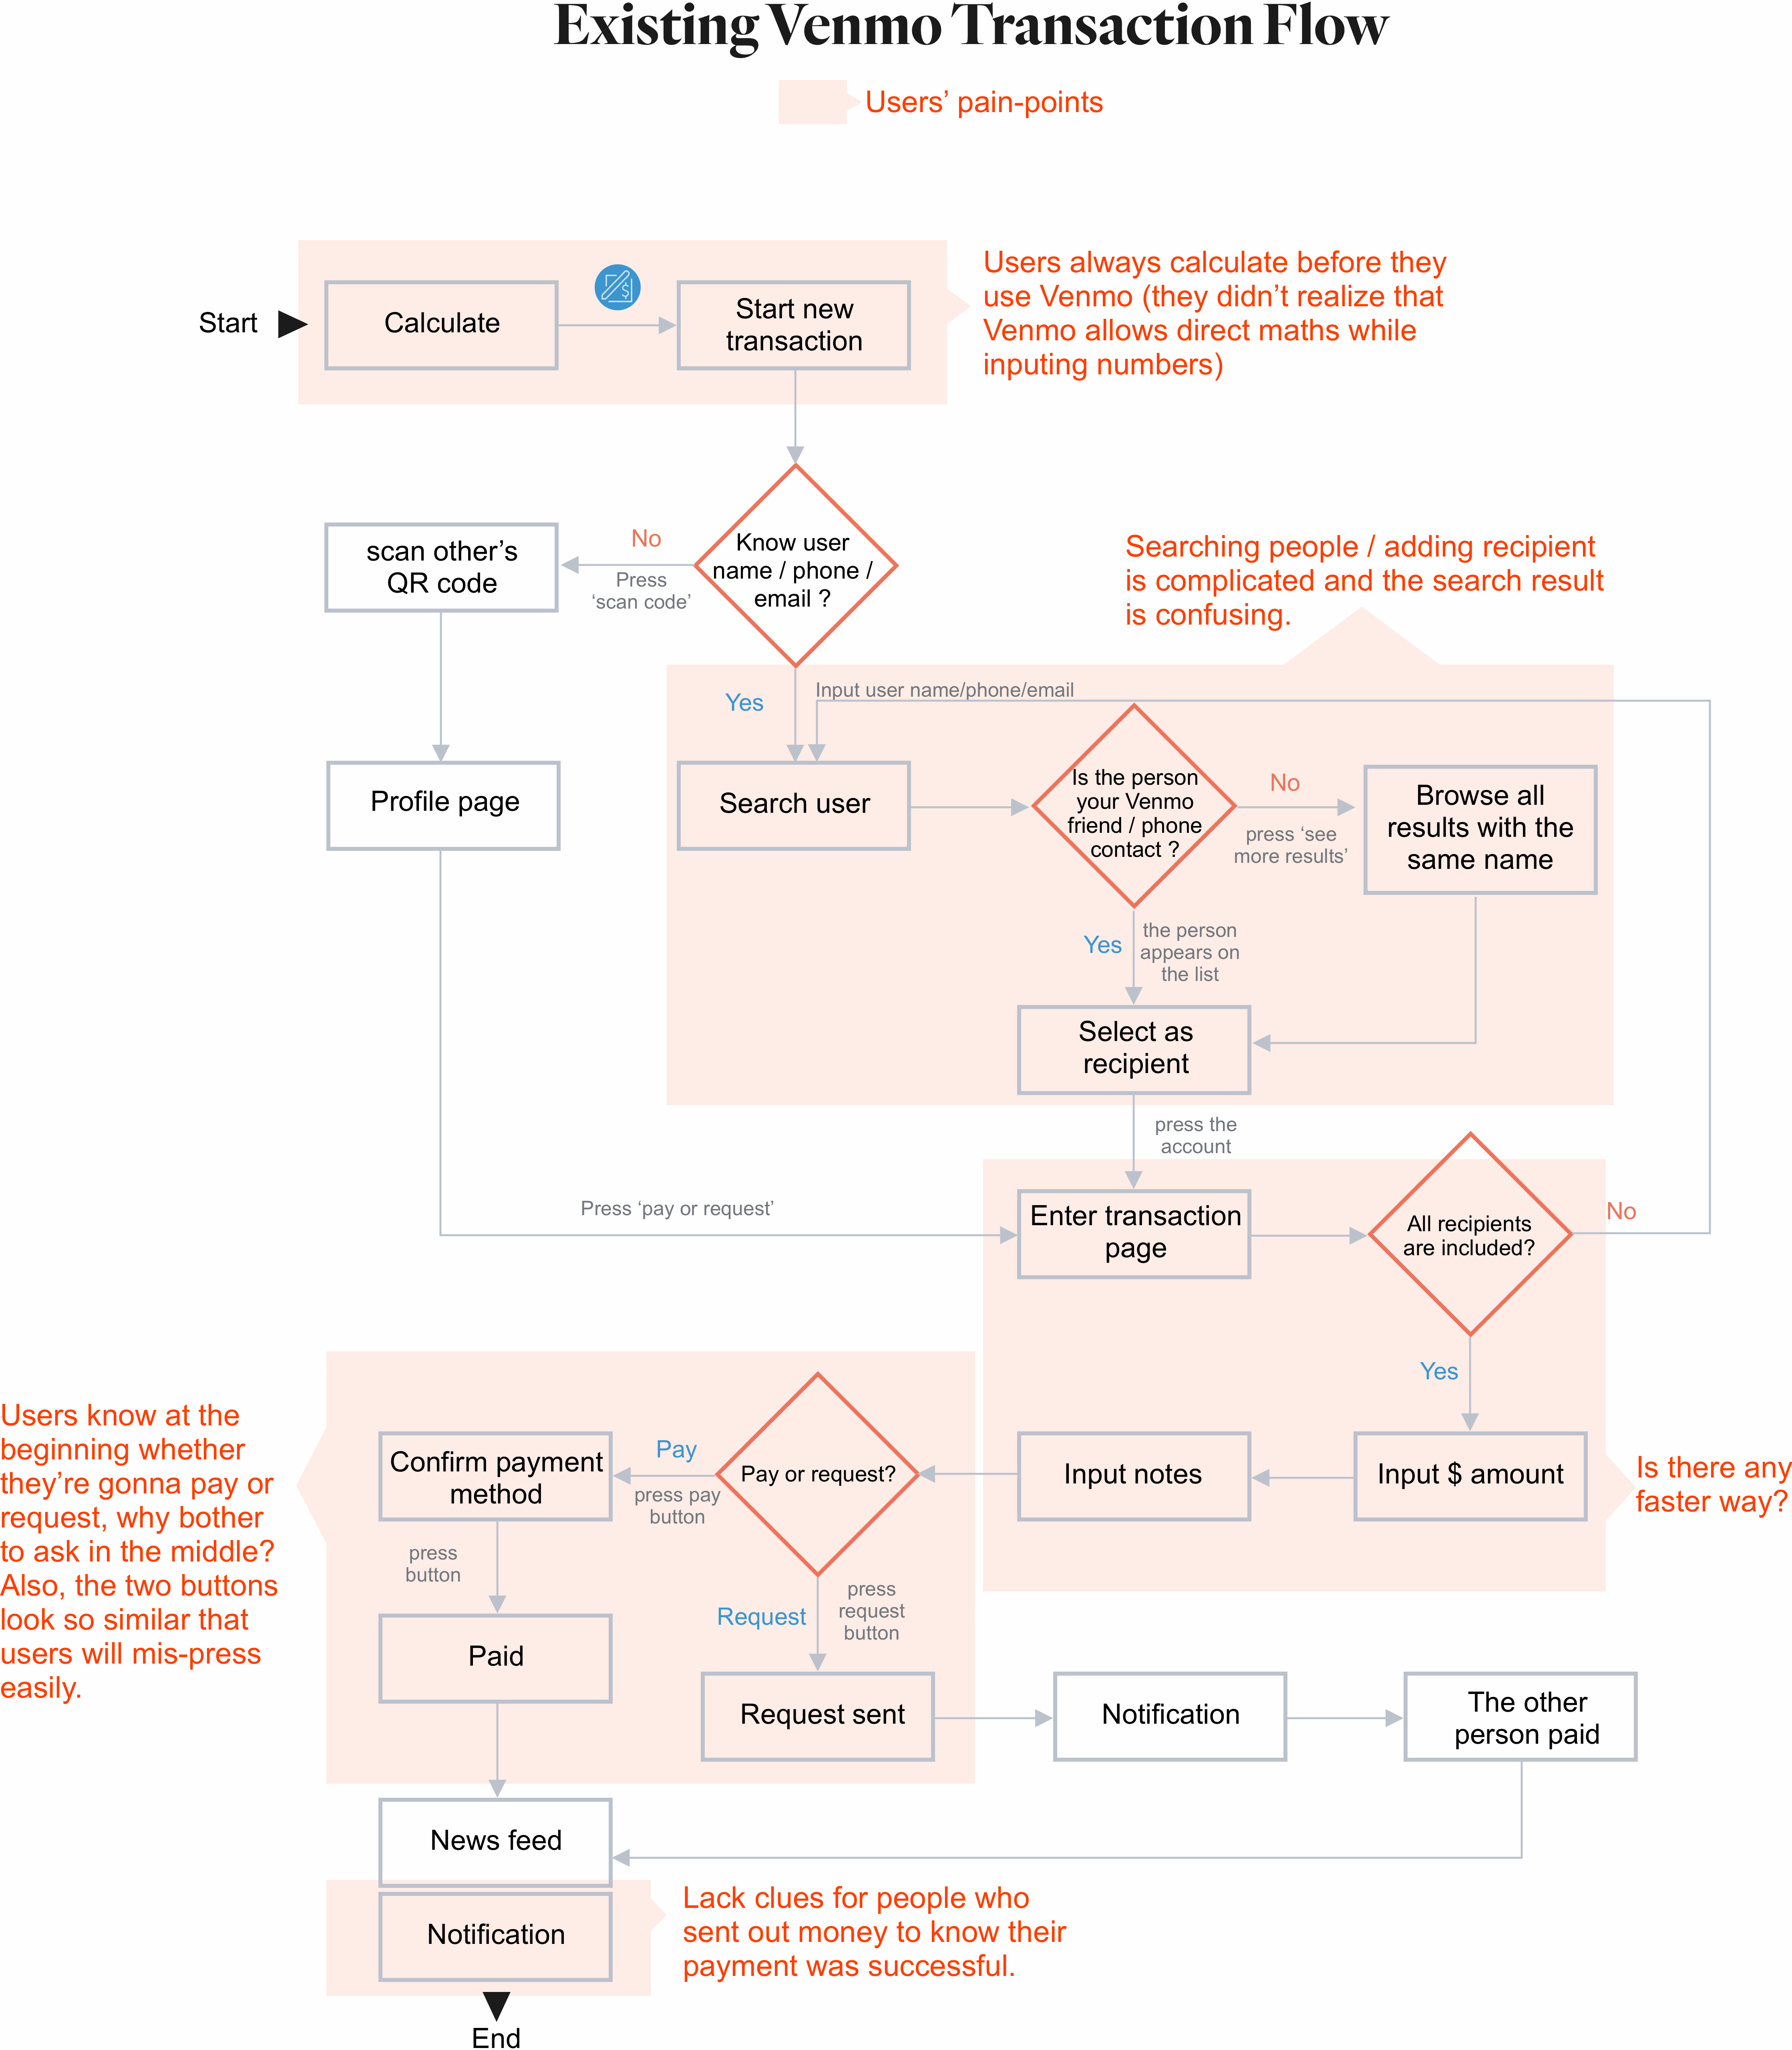 Existing Venmo Transaction Flow
Users’ pain-points
Start
Calculate
Start new
transaction
Users always calculate before they
use Venmo (they didn’t realize that
Venmo allows direct maths while
inputing numbers)
$
scan other’s
QR code
No
Press
‘scan code’
Know user
name / phone /
email ?
Searching people / adding recipient
is complicated and the search result
is confusing.
Yes
Input user name/phone/email
Profile page
Search user
Is the person
your Venmo
friend / phone
contact ?
No
press ‘see
more results’
Browse all
results with the
same name
Yes
the person
appears on
the list
Select as
recipient
press the
account
Press ‘pay or request’
Enter transaction
page
All recipients
are included?
No
Yes
Users know at the
beginning whether
they’re gonna pay or
request, why bother
to ask in the middle?
Also, the two buttons
look so similar that
users will mis-press
easily.
Confirm payment
method
Pay
press pay
button
Pay or request?
Input notes
Input $ amount
Is there any
faster way?
press
button
Request
press
request
button
Paid
Request sent
Notification
The other
person paid
News feed
Notification
Lack clues for people who
sent out money to know their
payment was successful.
End